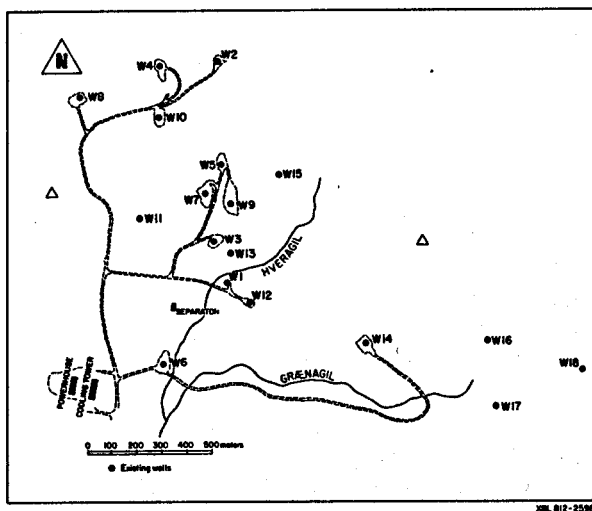 N
W2
W4
W8
W10
W5
W15
W7
W9
W11
W3
W13
HVERAGIL
W1
W12
SEPARATON
W14
W16
W18
W6
GRÆNAGIL
POWERHOUSE
COOLING TOWER
W17
0 100 200 300 400 500 meters
Existing wells
XBL 812-2596